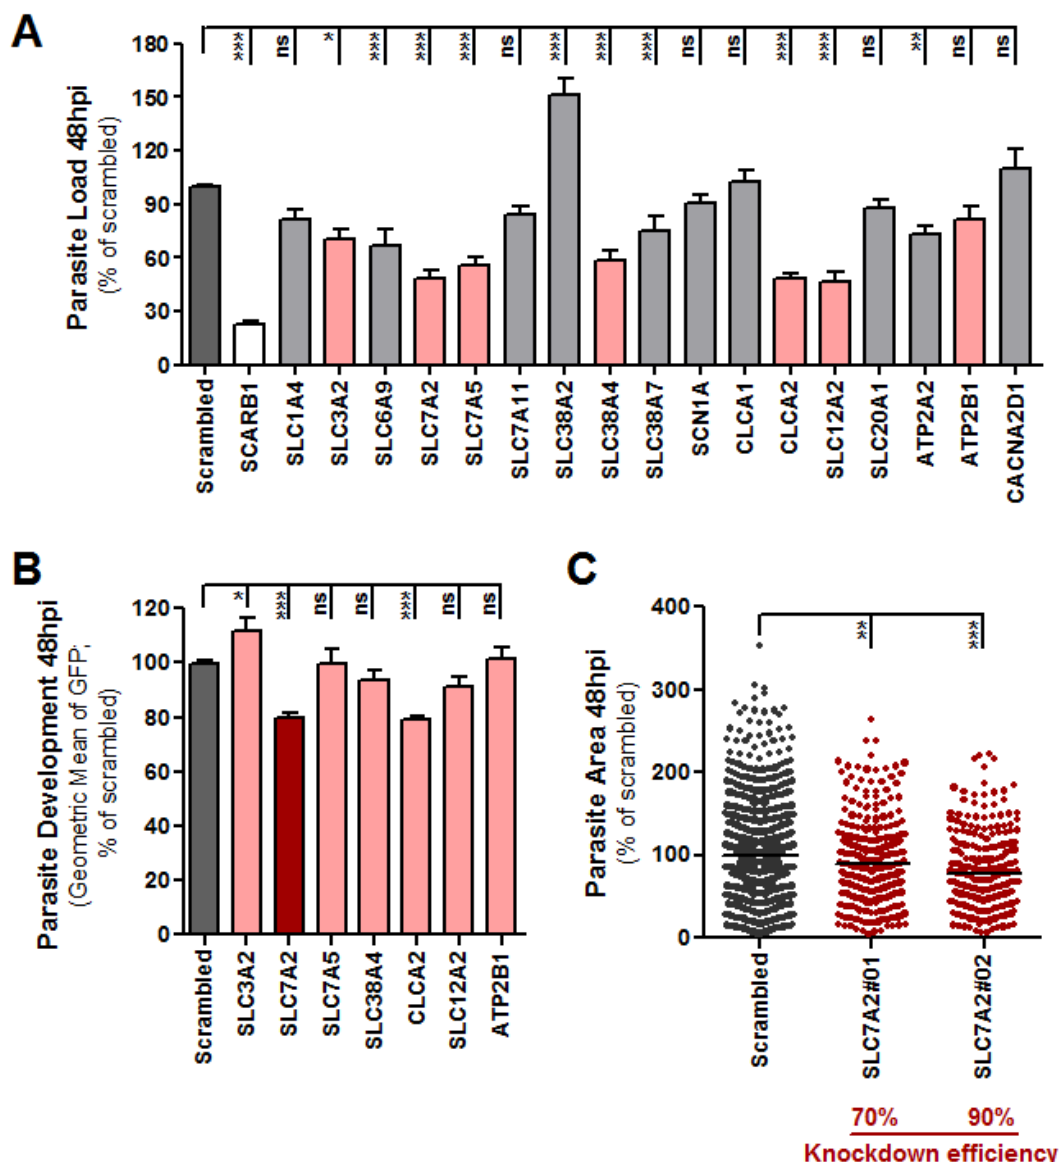 A
Parasite Load 48hpi
(% of scrambled)
180
150
120
90
60
30
0
*** ns * *** *** *** ns *** *** *** ns ns *** *** ns ** ns ns
Scrambled
SCARB1
SLC1A4
SLC3A2
SLC6A9
SLC7A2
SLC7A5
SLC7A11
SLC38A2
SLC38A4
SLC38A7
SCN1A
CLCA1
CLCA2
SLC12A2
SLC20A1
ATP2A2
ATP2B1
CACNA2D1
B
Parasite Development 48hpi
(Geometric Mean of GFP;
% of scrambled)
120
100
80
60
40
20
0
* *** ns ns *** ns ns
Scrambled
SLC3A2
SLC7A2
SLC7A5
SLC38A4
CLCA2
SLC12A2
ATP2B1
C
Parasite Area 48hpi
(% of scrambled)
400
300
200
100
0
** ***
Scrambled
SLC7A2#01
SLC7A2#02
70% 90%
Knockdown efficiency